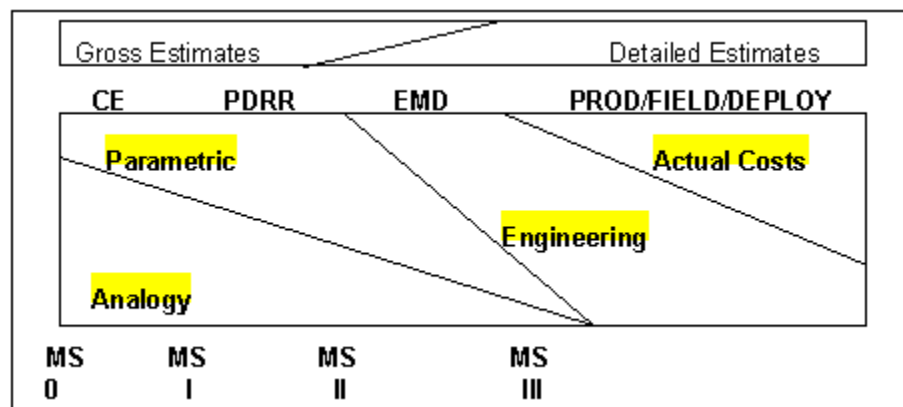 Gross Estimates Detailed Estimates
CE PDRR EMD PROD/FIELD/DEPLOY
Parametric Actual Costs
Engineering
Analogy
MS MS MS MS
0 I II III